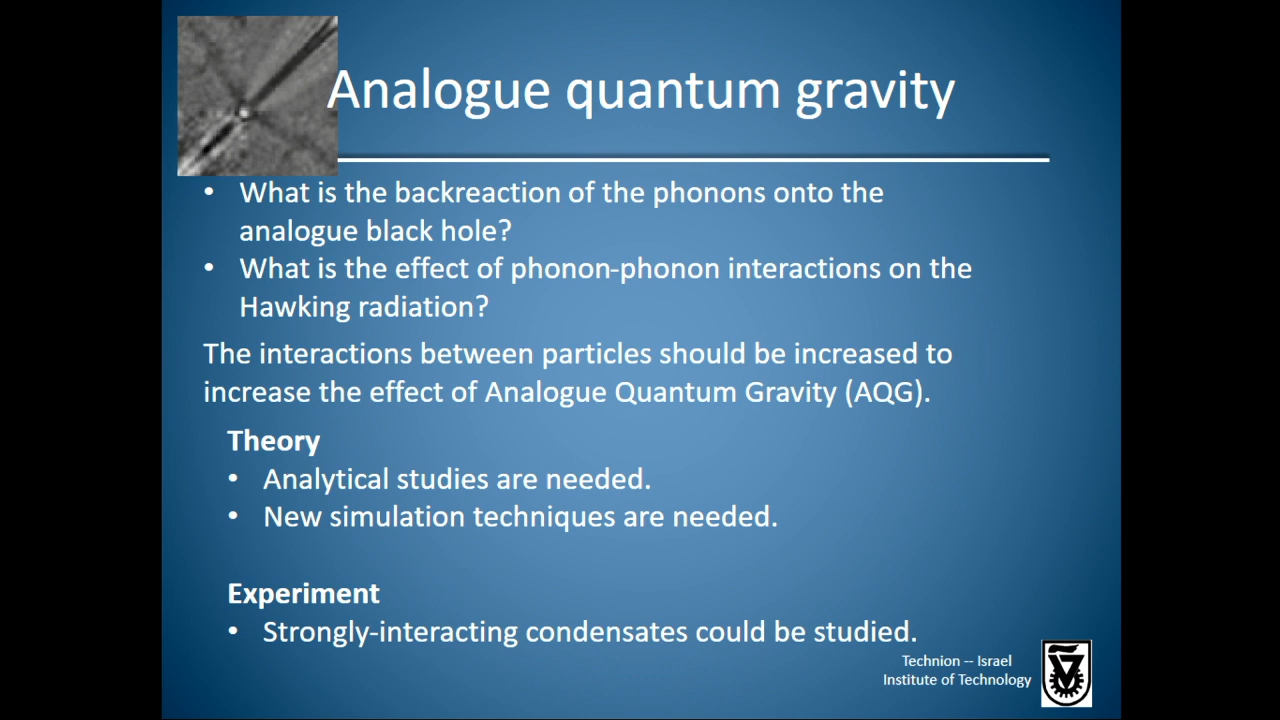 Analogue quantum gravity
• What is the backreaction of the phonons onto the
analogue black hole?
• What is the effect of phonon-phonon interactions on the
Hawking radiation?
The interactions between particles should be increased to
increase the effect of Analogue Quantum Gravity (AQG).
Theory
• Analytical studies are needed.
• New simulation techniques are needed.
Experiment
• Strongly-interacting condensates could be studied.
Technion -- Israel
Institute of Technology